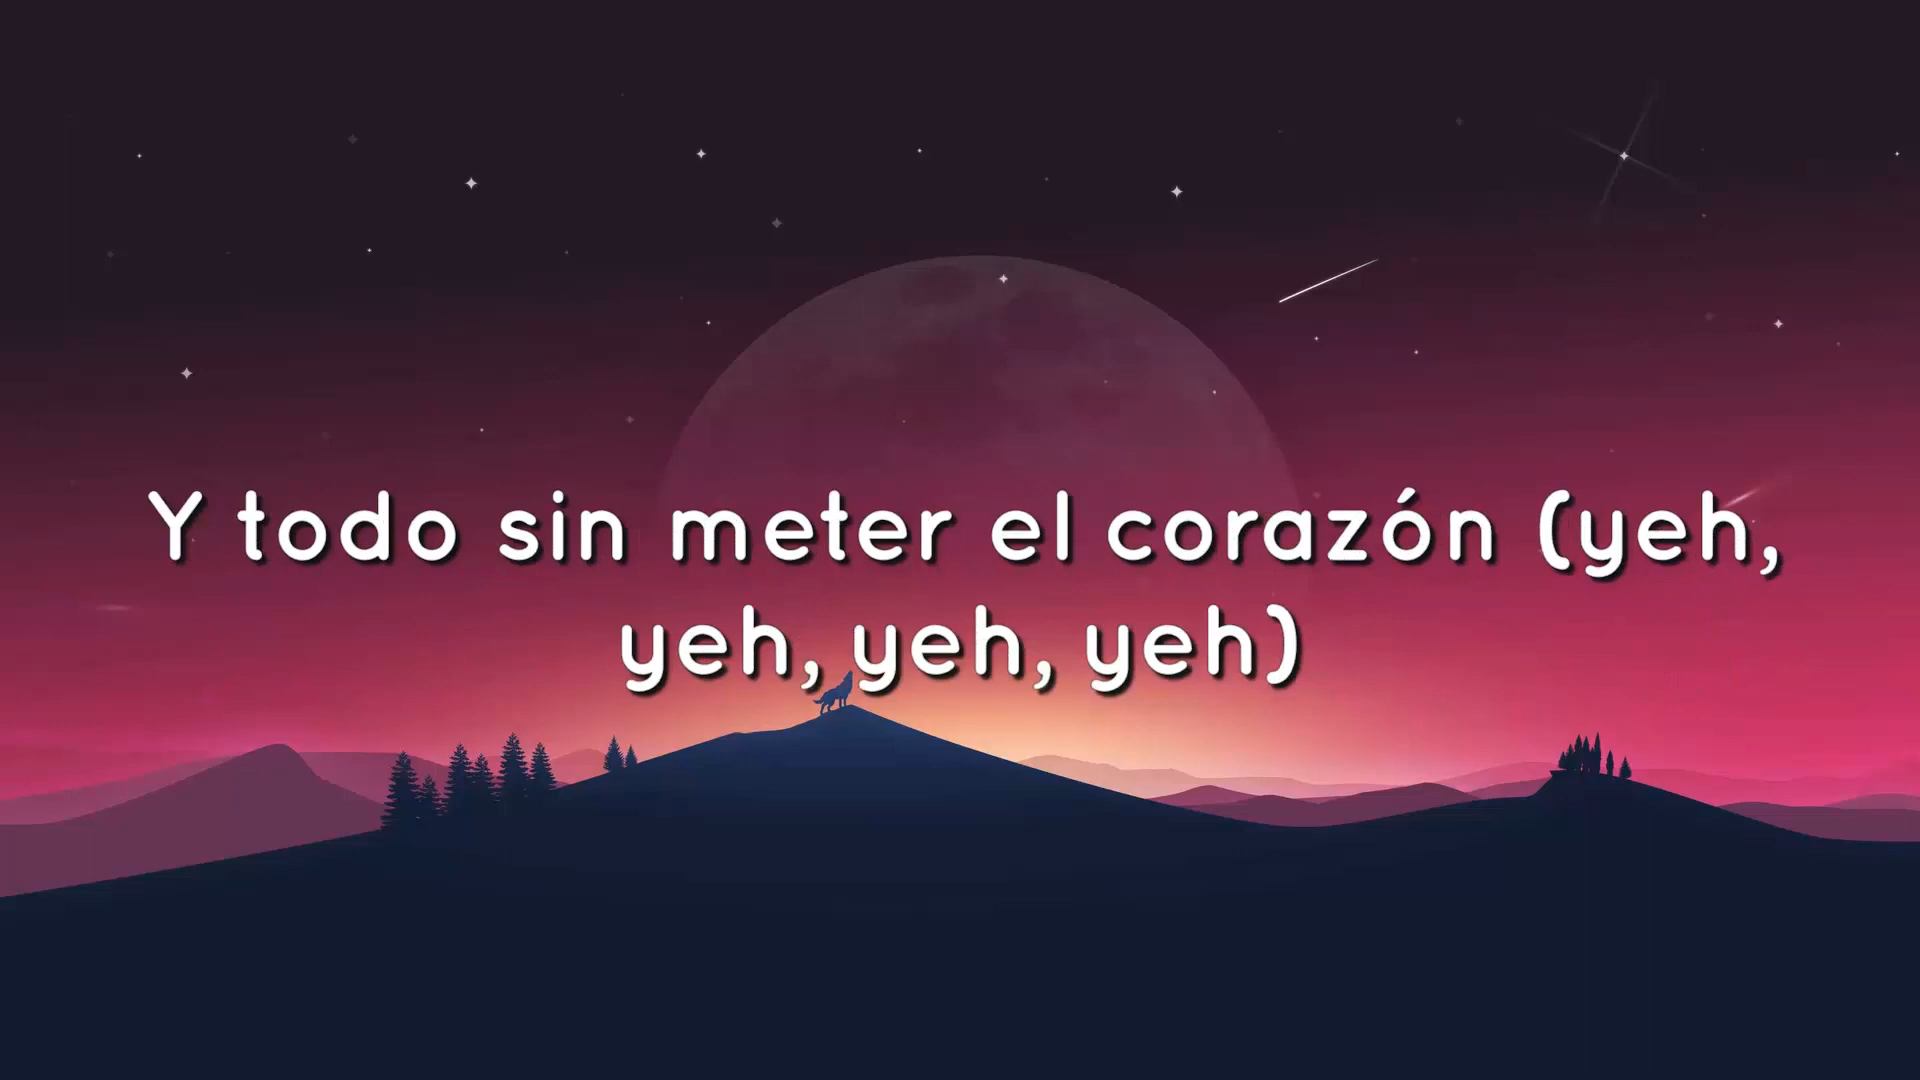 Y todo sin meter el corazón (yeh,
yeh, yeh, yeh)